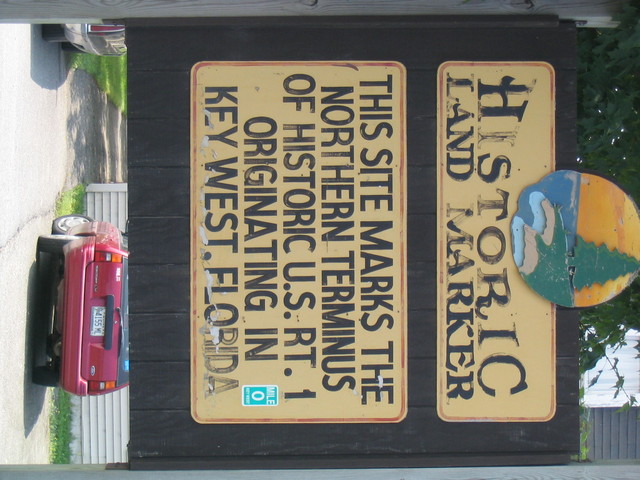 HISTORIC
LAND MARKER
THIS SITE MARKS THE
NORTHERN TERMINUS
OF HISTORIC U.S. RT. 1
ORIGINATING IN
KEY WEST, FLORIDA
MILE
0